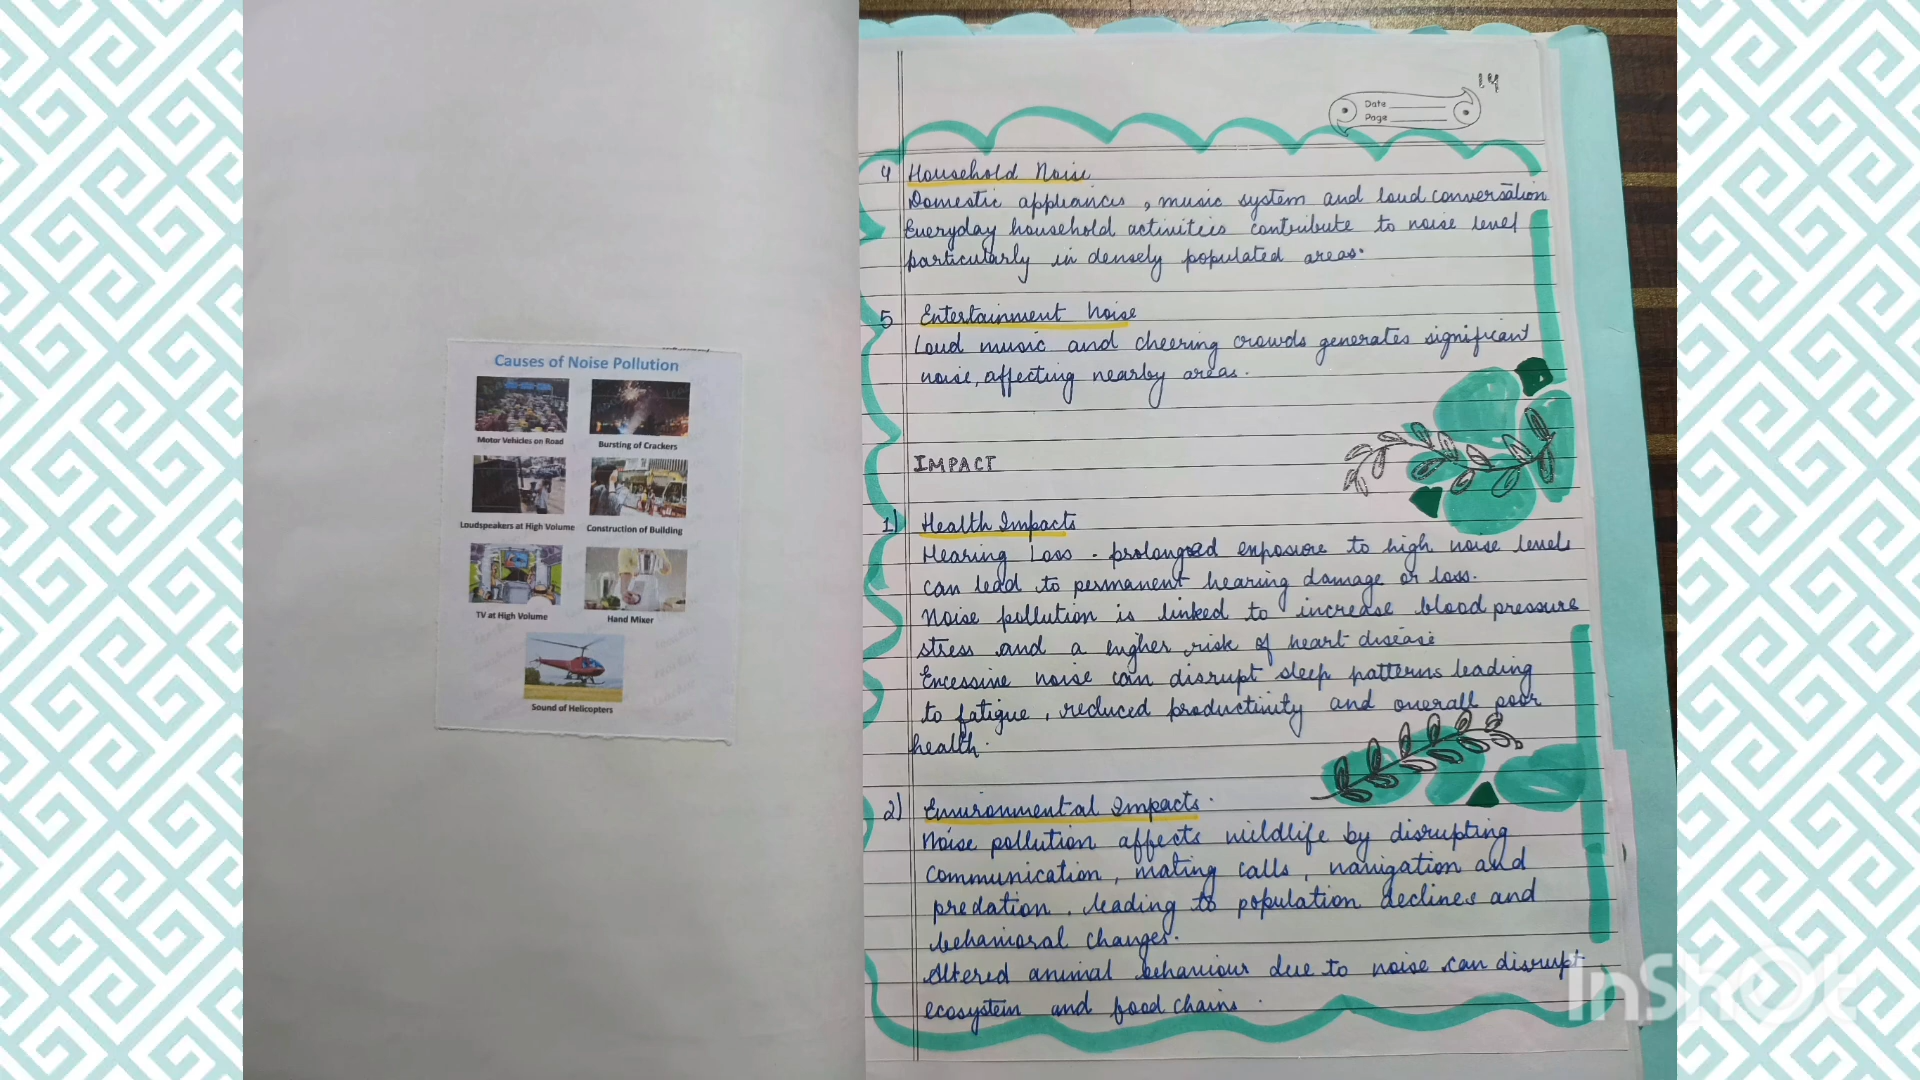 Causes of Noise Pollution
Motor Vehicles on Road
Bursting of Crackers
Loudspeakers at High Volume
Construction of Building
TV at High Volume
Hand Mixer
Sound of Helicopters
14
Date
Page
4 Household Noise
Domestic appliances, music system and loud conversation
Everyday household activities contribute to noise level
particularly in densely populated areas.
5 Entertainment Noise
Loud music and cheering crowds generates significant
noise, affecting nearby areas.
IMPACT
1) Health Impacts
Hearing Loss - prolonged exposure to high noise levels
can lead to permanent hearing damage or loss.
Noise pollution is linked to increase blood pressure
stress and a higher risk of heart disease
Excessive noise can disrupt sleep patterns leading
to fatigue, reduced productivity and overall poor
health.
2) Environmental Impacts.
Noise pollution affects wildlife by disrupting
communication, mating calls, navigation and
predation. leading to population declines and
behavioral changes.
Altered animal behaviour due to noise can disrupt
ecosystem and food chains.
InShot